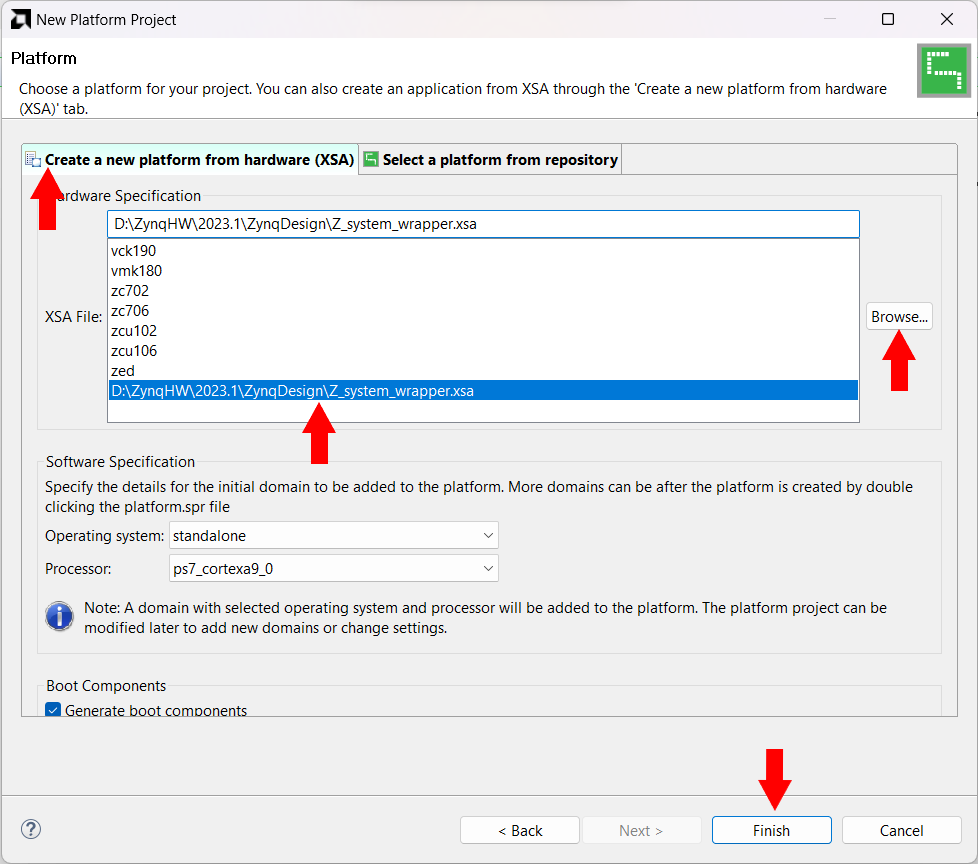 New Platform Project
Platform
Choose a platform for your project. You can also create an application from XSA through the 'Create a new platform from hardware
(XSA)' tab.
Create a new platform from hardware (XSA)
Select a platform from repository
ardware Specification
D:\ZynqHW\2023.1\ZynqDesign\Z_system_wrapper.xsa
vck190
vmk180
zc702
XSA File:
zc706
zcu102
zcu106
zed
D:\ZynqHW\2023.1\ZynqDesign\Z_system_wrapper.xsa
Browse...
Software Specification
Specify the details for the initial domain to be added to the platform. More domains can be after the platform is created by double
clicking the platform.spr file
Operating system: standalone
Processor: ps7_cortexa9_0
Note: A domain with selected operating system and processor will be added to the platform. The platform project can be
modified later to add new domains or change settings.
Boot Components
Generate boot components
?
< Back
Next >
Finish
Cancel